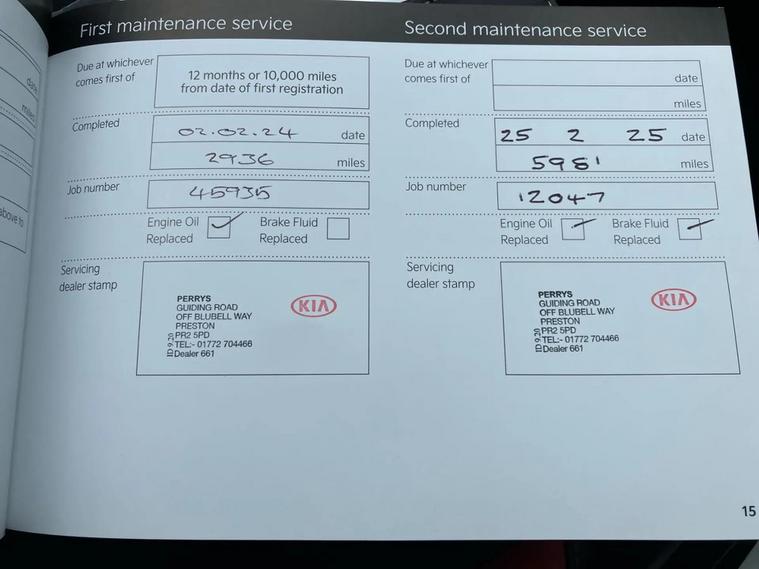 First maintenance service
Due at whichever
comes first of
12 months or 10,000 miles
from date of first registration
Completed
02.02.24 date
2936 miles
Job number
45935
Engine Oil
Replaced
Brake Fluid
Replaced
Servicing
dealer stamp
PERRYS
GUIDING ROAD
OFF BLUBELL WAY
PRESTON
PR2 5PD
TEL:- 01772 704466
Dealer 661
KIA
Second maintenance service
Due at whichever
comes first of
date
miles
Completed
25 2 25 date
5981 miles
Job number
12047
Engine Oil
Replaced
Brake Fluid
Replaced
Servicing
dealer stamp
PERRYS
GUIDING ROAD
OFF BLUBELL WAY
PRESTON
PR2 5PD
TEL:- 01772 704466
Dealer 661
KIA
15
date
miles
above to